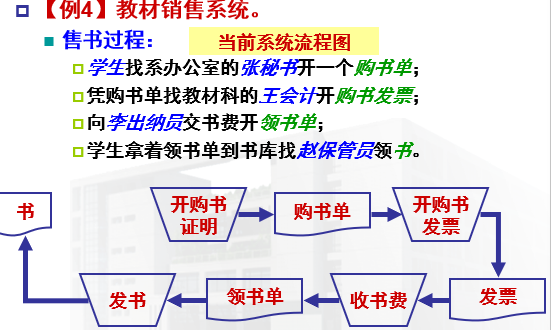 【例4】教材销售系统。
售书过程：
当前系统流程图
学生找系办公室的张秘书开一个购书单；
凭购书单找教材科的王会计开购书发票；
向李出纳员交书费开领书单；
学生拿着领书单到书库找赵保管员领书。
书
开购书
证明
购书单
开购书
发票
发书
领书单
收书费
发票